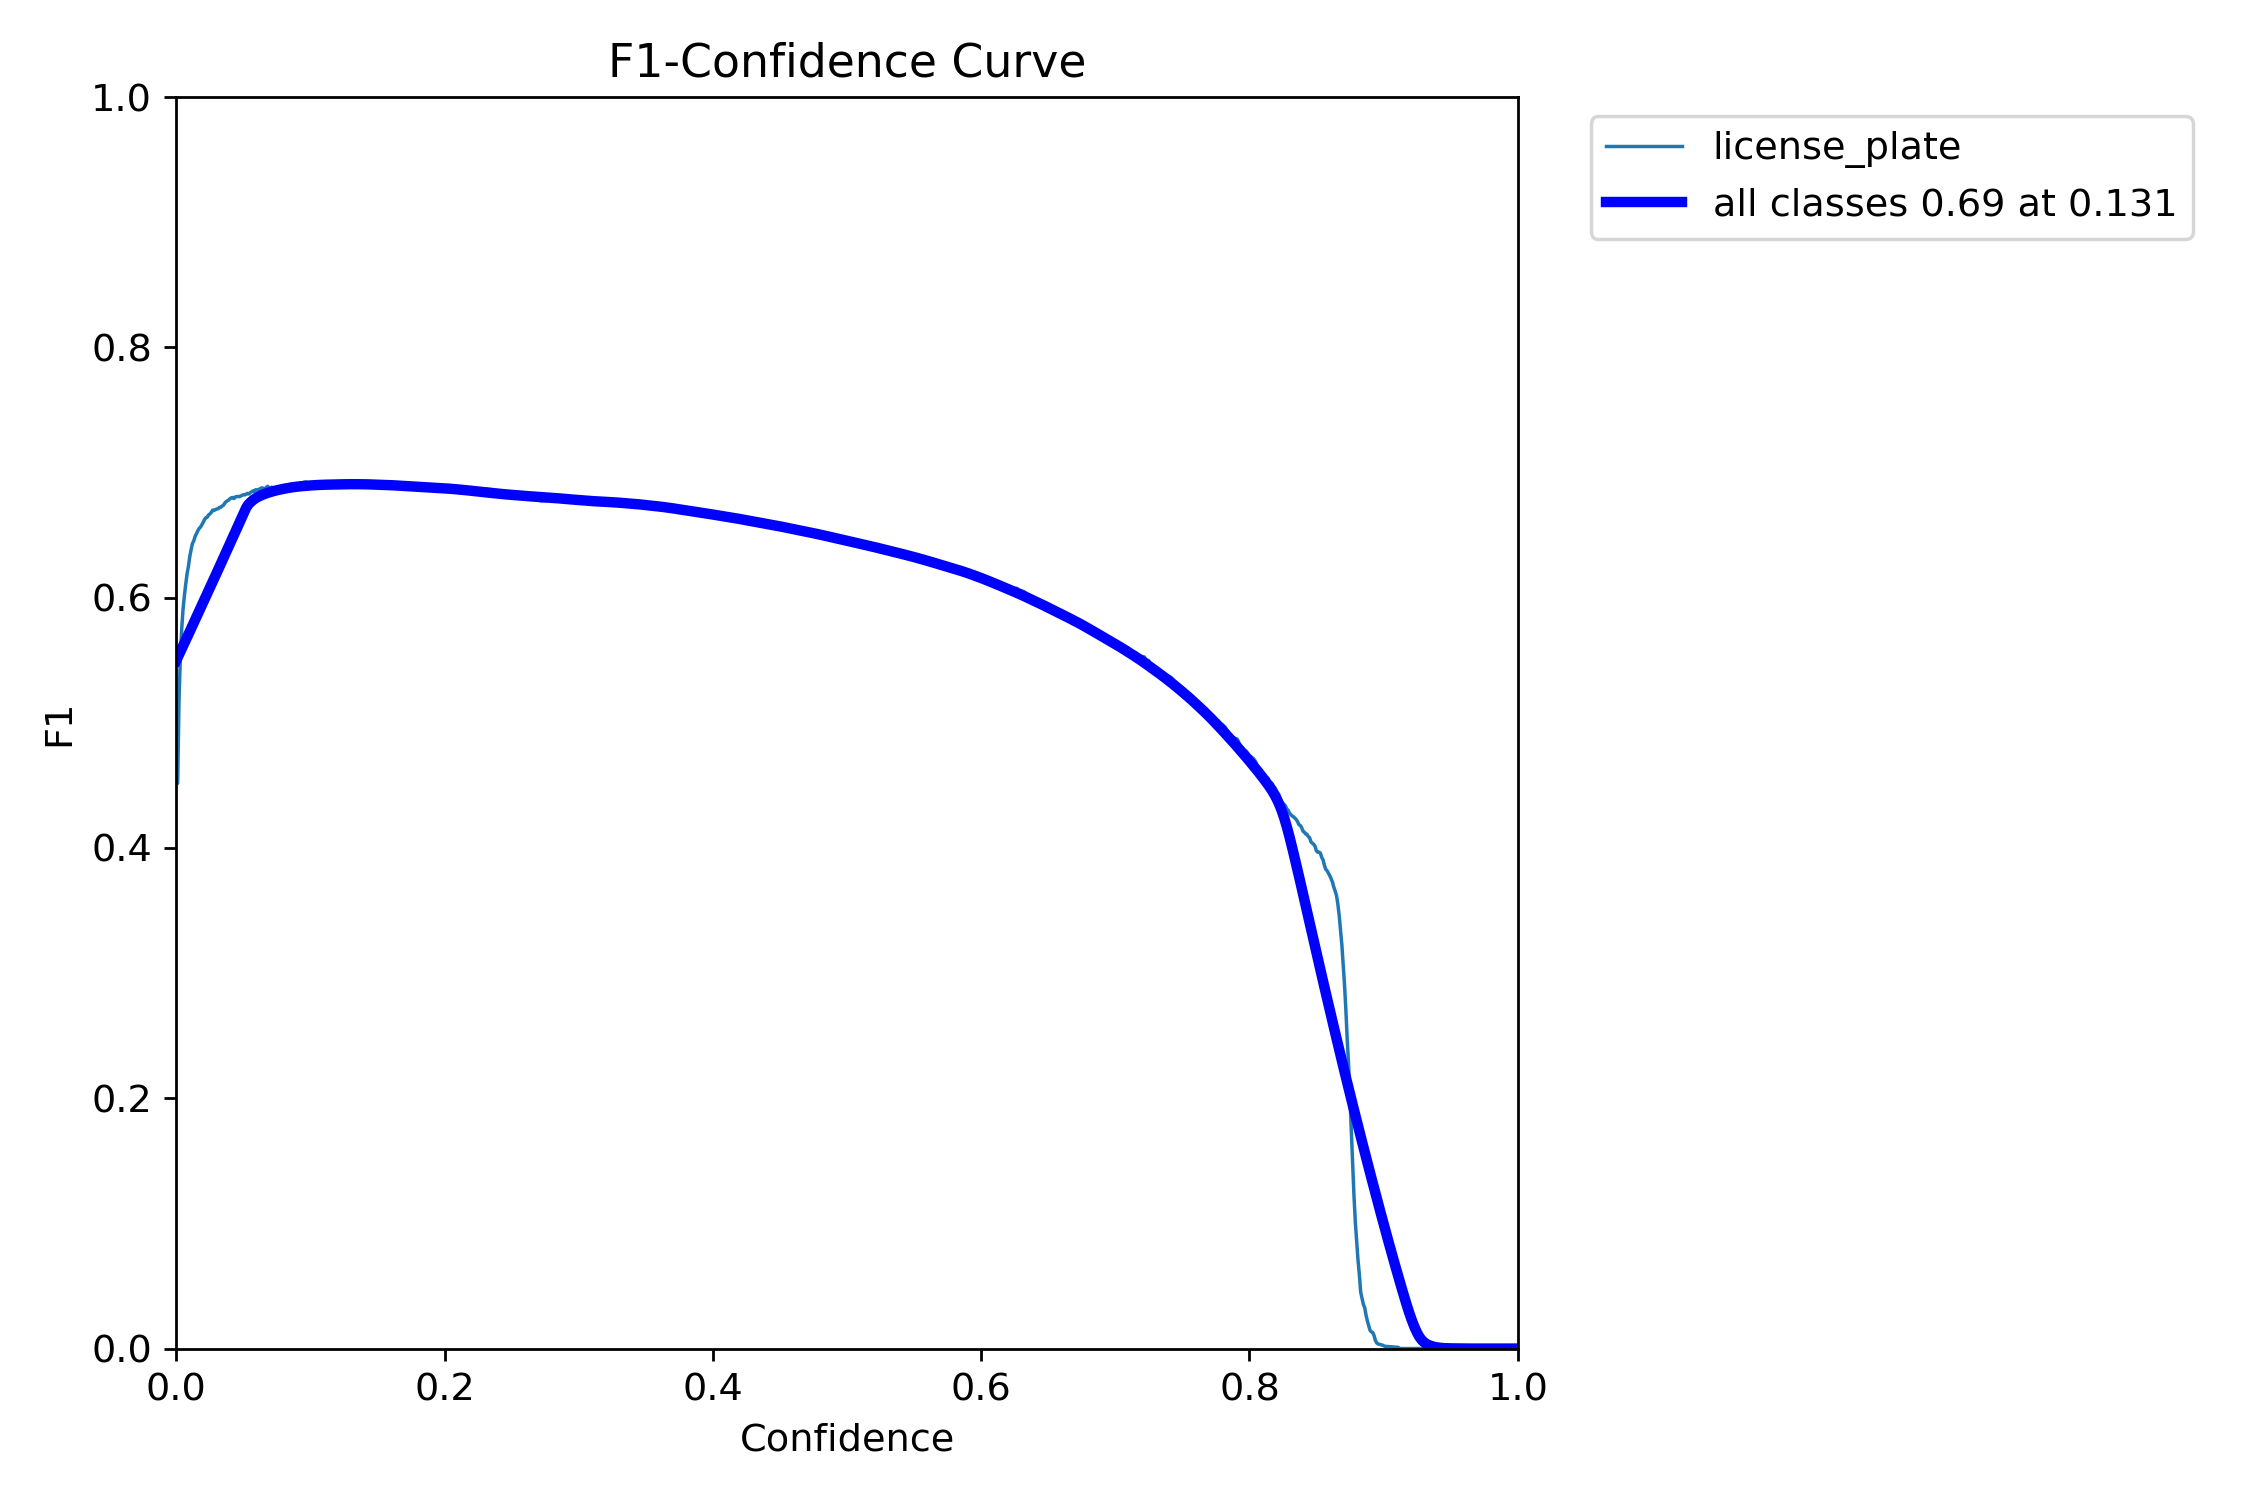 F1-Confidence Curve
1.0
0.8
0.6
0.4
0.2
0.0
F1
0.0 0.2 0.4 0.6 0.8 1.0
Confidence
license_plate
all classes 0.69 at 0.131